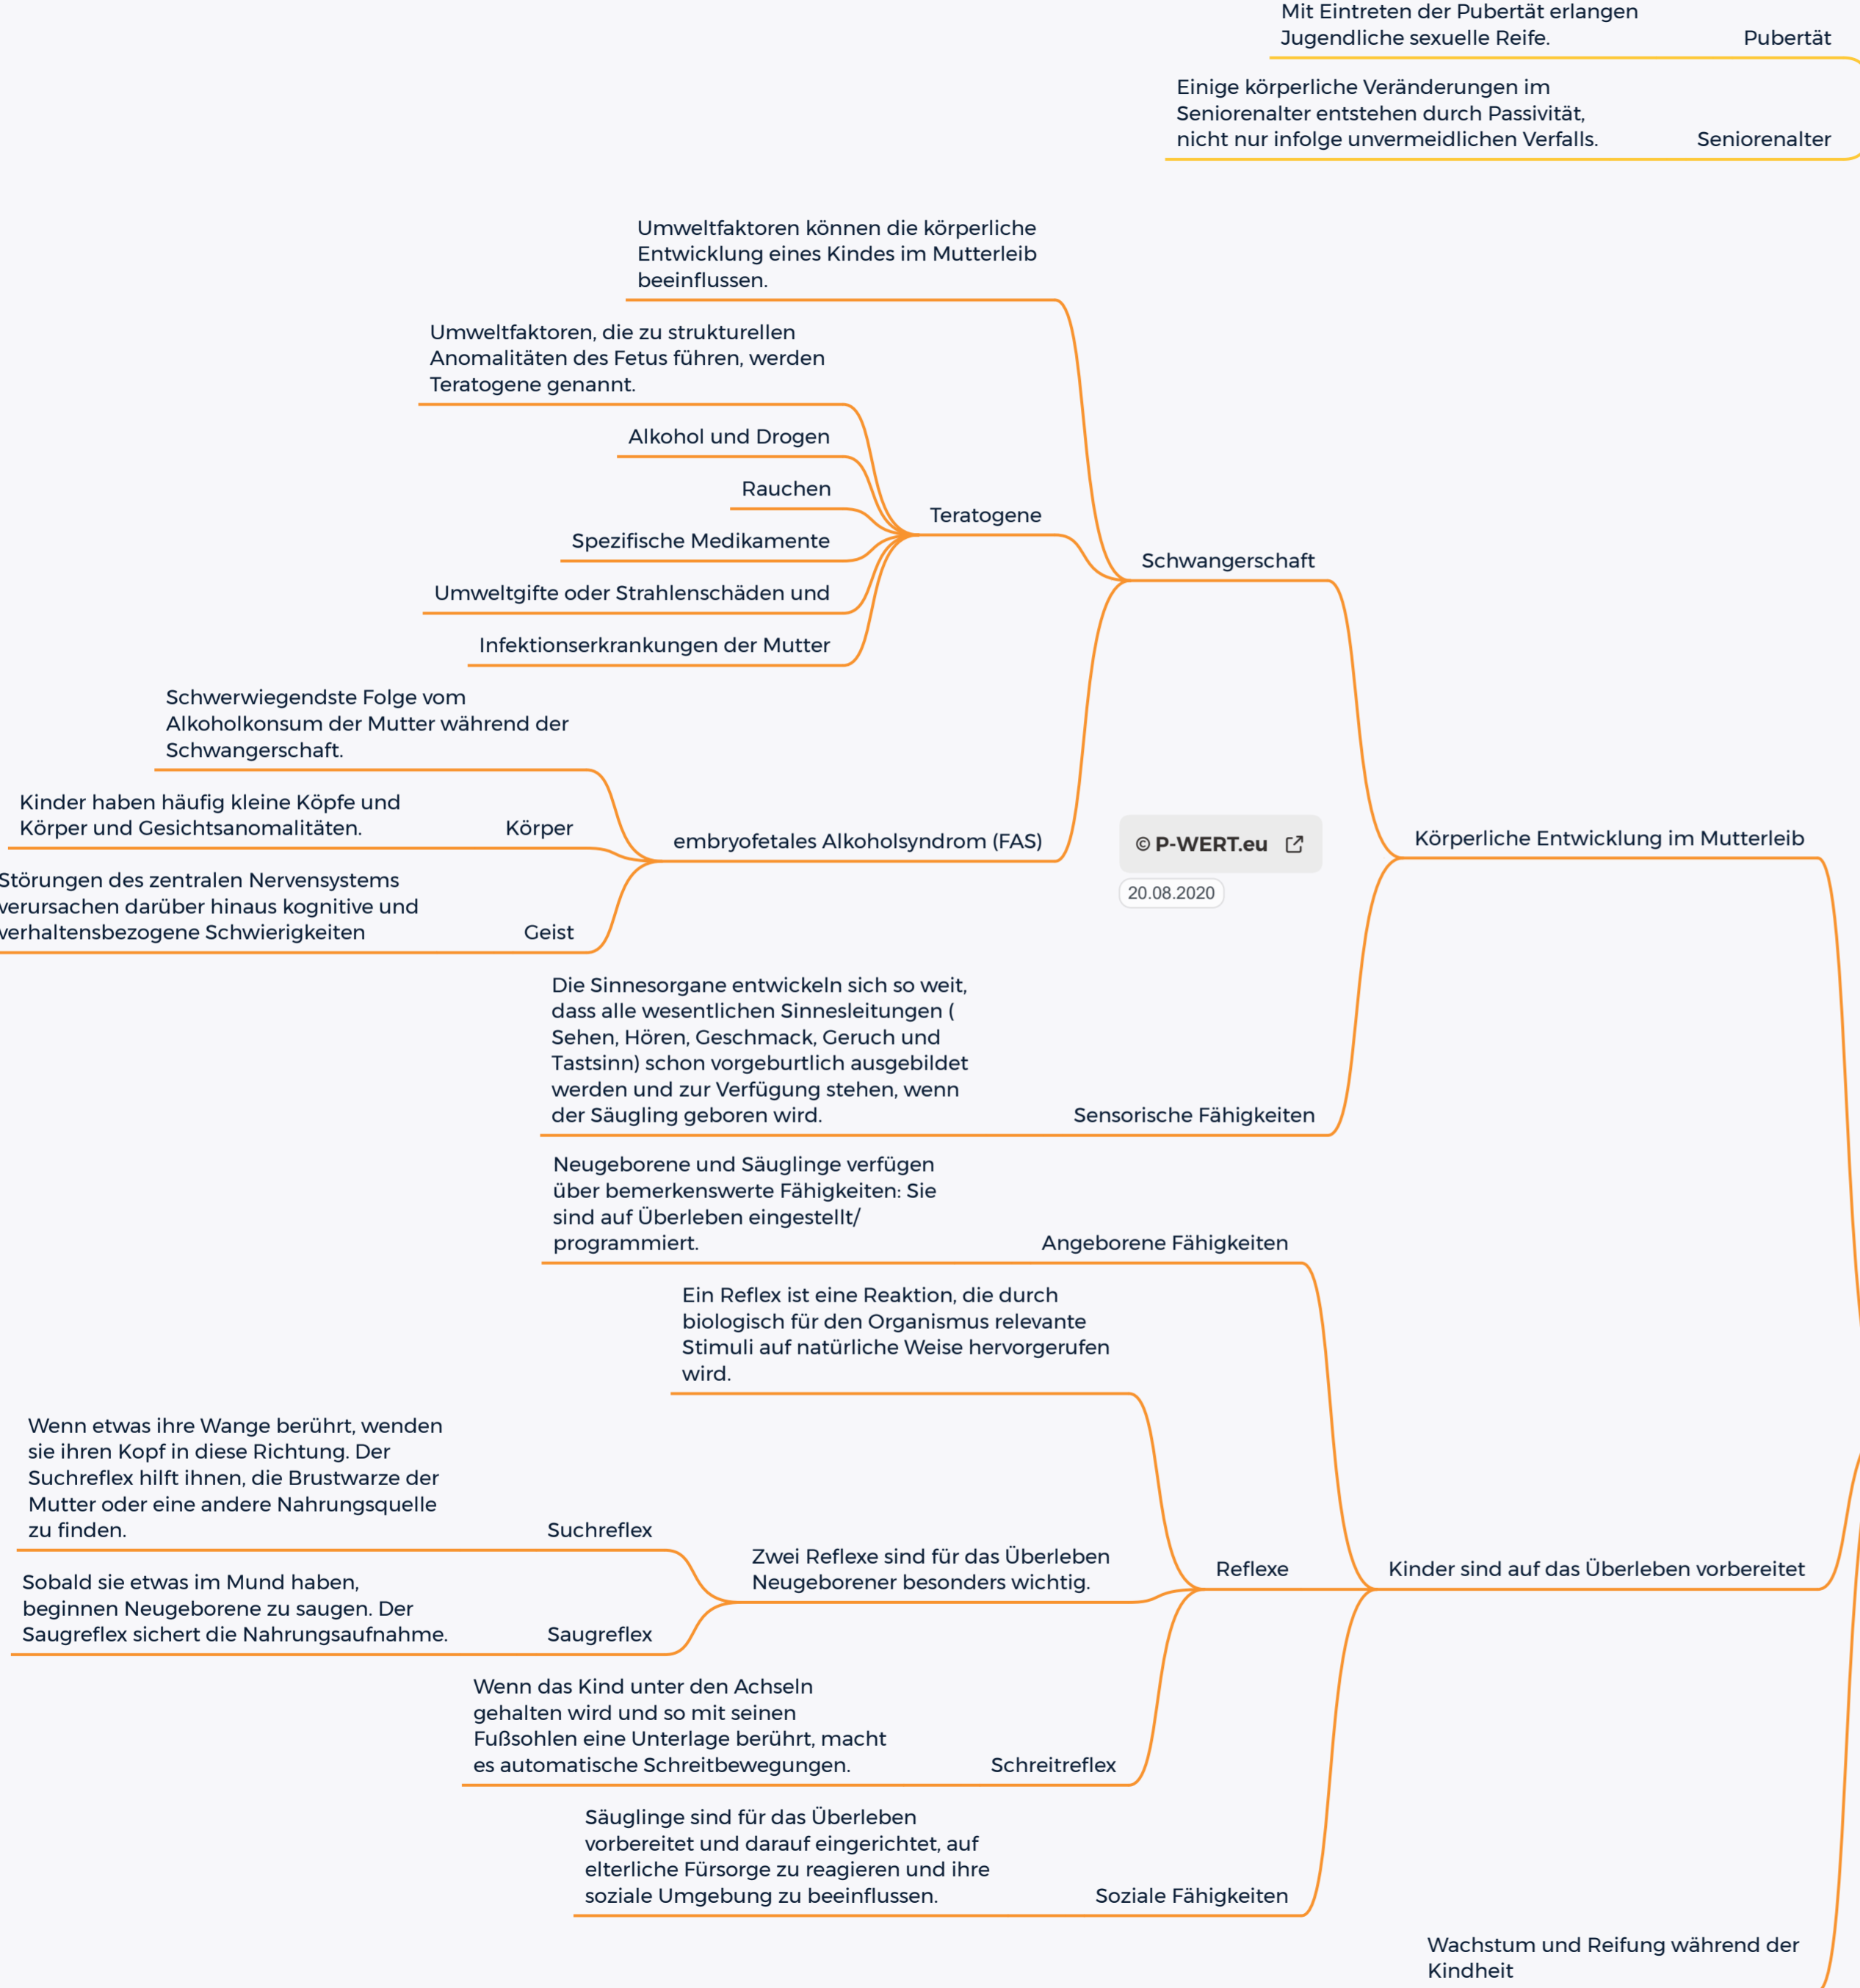 Mit Eintreten der Pubertät erlangen
Jugendliche sexuelle Reife.
Pubertät
Einige körperliche Veränderungen im
Seniorenalter entstehen durch Passivität,
nicht nur infolge unvermeidlichen Verfalls.
Seniorenalter
Umweltfaktoren können die körperliche
Entwicklung eines Kindes im Mutterleib
beeinflussen.
Umweltfaktoren, die zu strukturellen
Anomalitäten des Fetus führen, werden
Teratogene genannt.
Alkohol und Drogen
Rauchen
Teratogene
Spezifische Medikamente
Schwangerschaft
Umweltgifte oder Strahlenschäden und
Infektionserkrankungen der Mutter
Schwerwiegendste Folge vom
Alkoholkonsum der Mutter während der
Schwangerschaft.
Kinder haben häufig kleine Köpfe und
Körper und Gesichtsanomalitäten.
Körper
embryofetales Alkoholsyndrom (FAS)
© P-WERT.eu
20.08.2020
Körperliche Entwicklung im Mutterleib
Störungen des zentralen Nervensystems
verursachen darüber hinaus kognitive und
verhaltensbezogene Schwierigkeiten
Geist
Die Sinnesorgane entwickeln sich so weit,
dass alle wesentlichen Sinnesleitungen (
Sehen, Hören, Geschmack, Geruch und
Tastsinn) schon vorgeburtlich ausgebildet
werden und zur Verfügung stehen, wenn
der Säugling geboren wird.
Sensorische Fähigkeiten
Neugeborene und Säuglinge verfügen
über bemerkenswerte Fähigkeiten: Sie
sind auf Überleben eingestellt/
programmiert.
Angeborene Fähigkeiten
Ein Reflex ist eine Reaktion, die durch
biologisch für den Organismus relevante
Stimuli auf natürliche Weise hervorgerufen
wird.
Wenn etwas ihre Wange berührt, wenden
sie ihren Kopf in diese Richtung. Der
Suchreflex hilft ihnen, die Brustwarze der
Mutter oder eine andere Nahrungsquelle
zu finden.
Suchreflex
Zwei Reflexe sind für das Überleben
Neugeborener besonders wichtig.
Reflexe
Kinder sind auf das Überleben vorbereitet
Sobald sie etwas im Mund haben,
beginnen Neugeborene zu saugen. Der
Saugreflex sichert die Nahrungsaufnahme.
Saugreflex
Wenn das Kind unter den Achseln
gehalten wird und so mit seinen
Fußsohlen eine Unterlage berührt, macht
es automatische Schreitbewegungen.
Schreitreflex
Säuglinge sind für das Überleben
vorbereitet und darauf eingerichtet, auf
elterliche Fürsorge zu reagieren und ihre
soziale Umgebung zu beeinflussen.
Soziale Fähigkeiten
Wachstum und Reifung während der
Kindheit